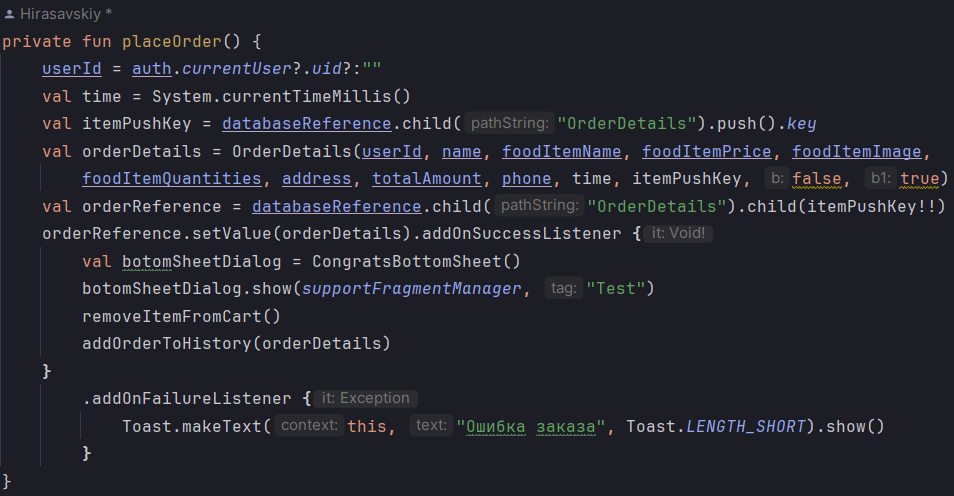 Hirasavskiy *
private fun placeOrder() {
    userId = auth.currentUser?.uid?:""
    val time = System.currentTimeMillis()
    val itemPushKey = databaseReference.child( pathString: "OrderDetails").push().key
    val orderDetails = OrderDetails(userId, name, foodItemName, foodItemPrice, foodItemImage,
        foodItemQuantities, address, totalAmount, phone, time, itemPushKey, b: false, b1: true)
    val orderReference = databaseReference.child( pathString: "OrderDetails").child(itemPushKey!!)
    orderReference.setValue(orderDetails).addOnSuccessListener { it: Void!
        val botomSheetDialog = CongratsBottomSheet()
        botomSheetDialog.show(supportFragmentManager, tag: "Test")
        removeItemFromCart()
        addOrderToHistory(orderDetails)
    }
        .addOnFailureListener { it: Exception
            Toast.makeText( context: this, text: "Ошибка заказа", Toast.LENGTH_SHORT).show()
        }
}